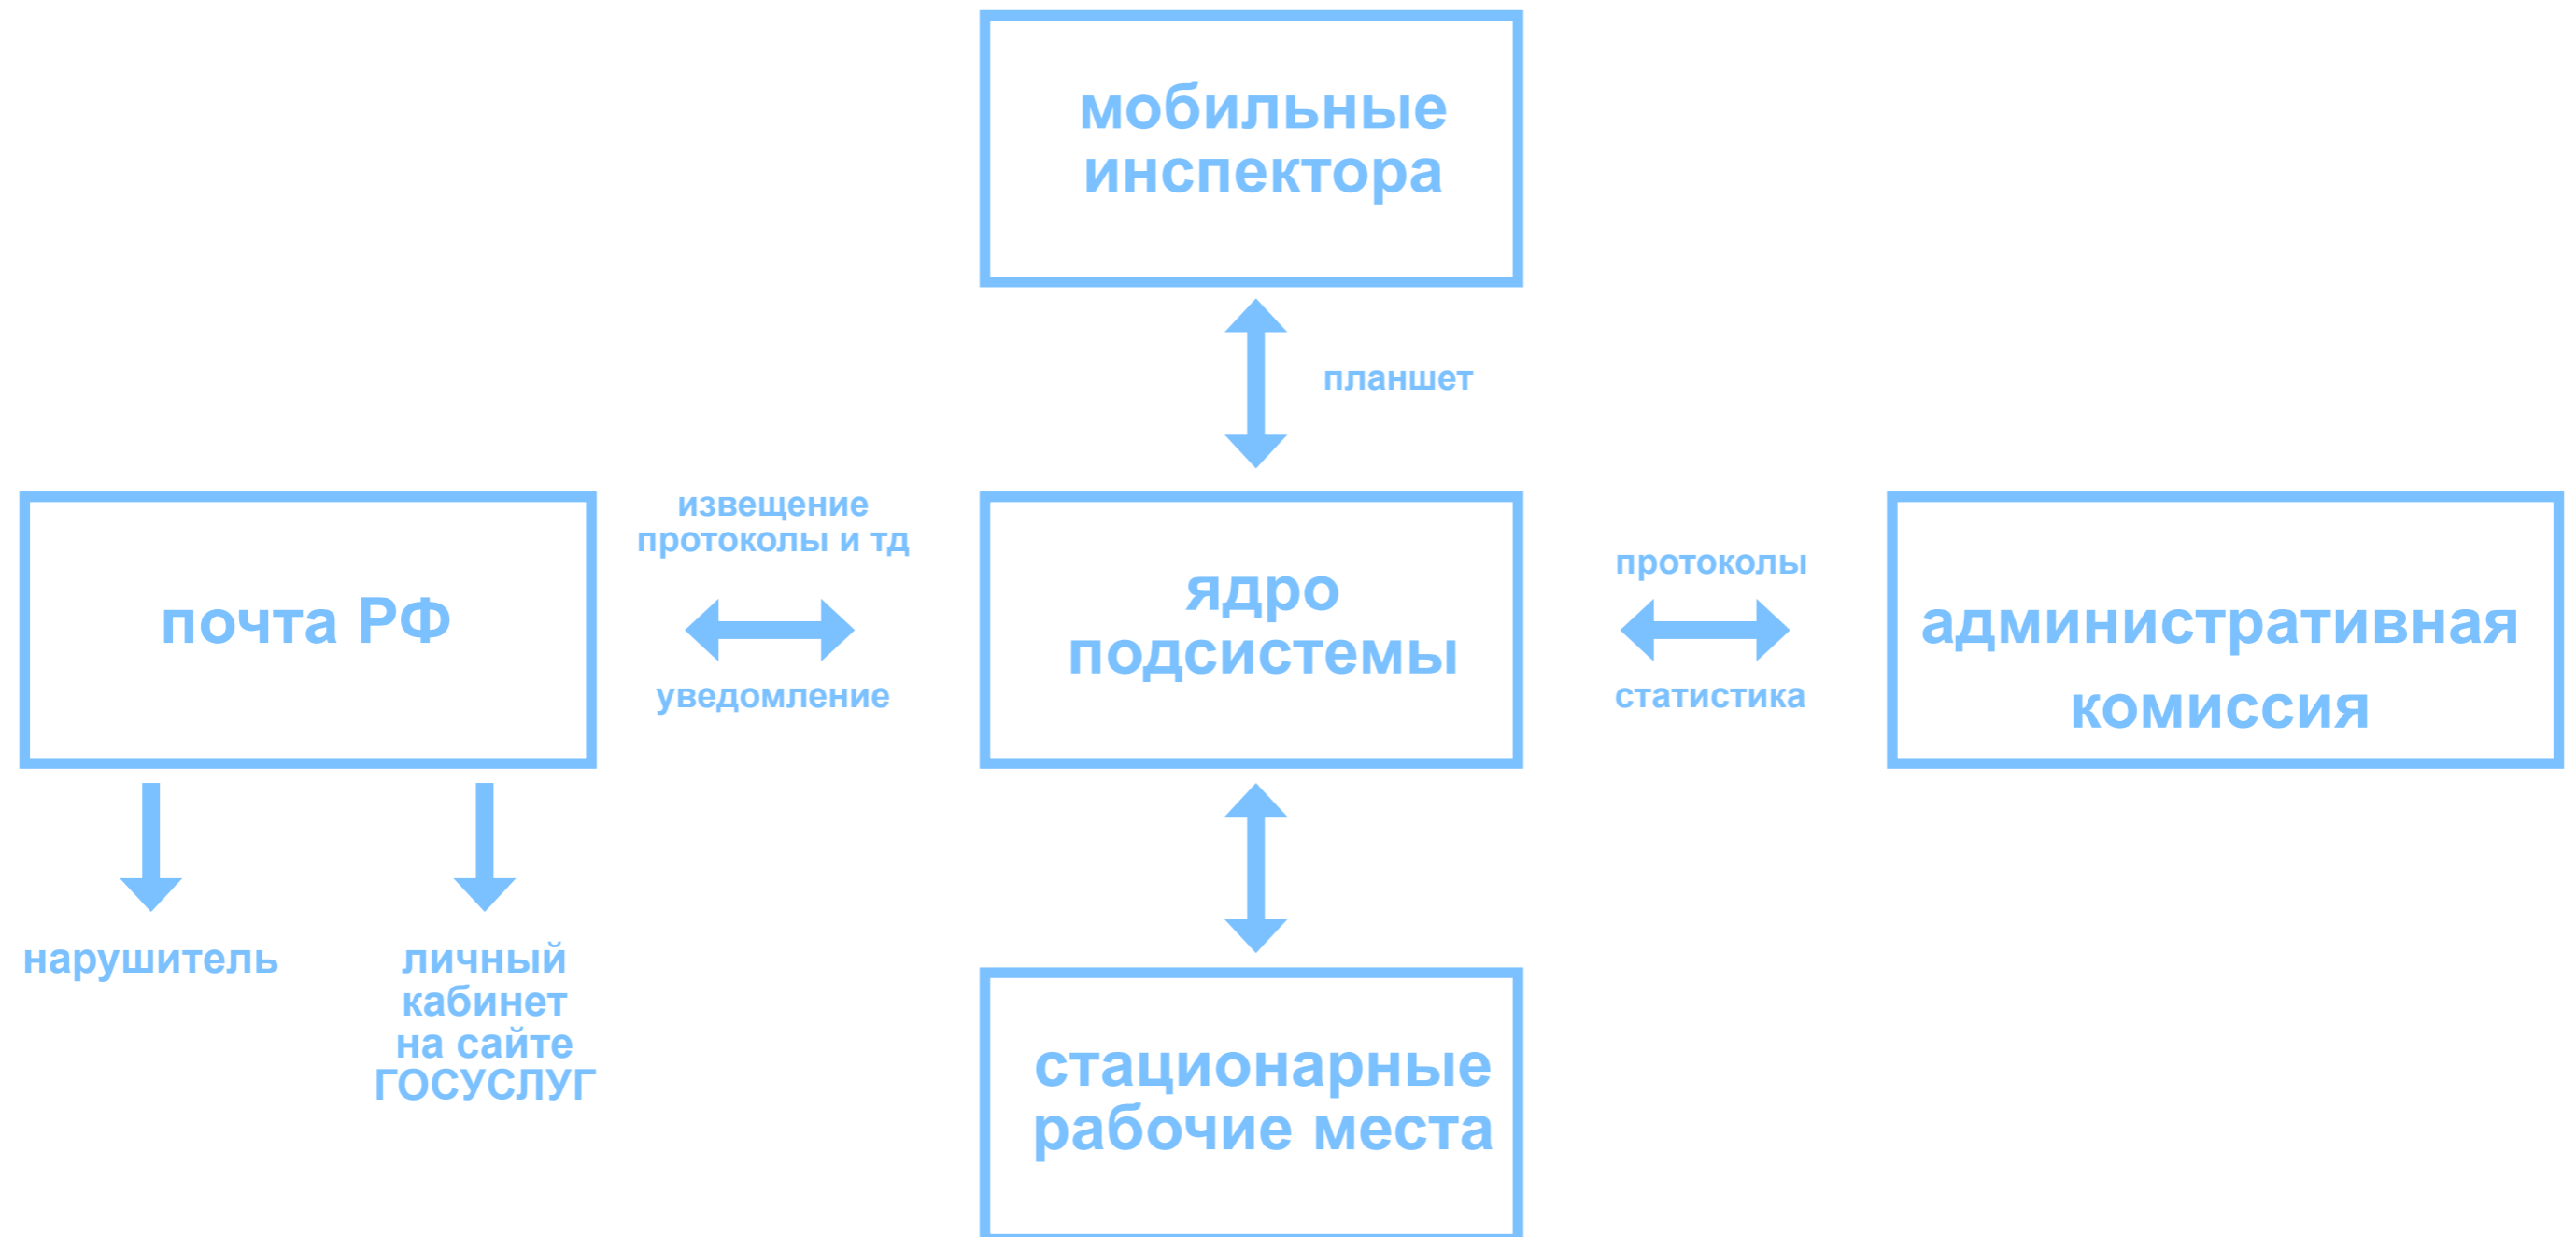 мобильные
инспектора
планшет
извещение
протоколы и тд
уведомление
почта РФ
ядро
подсистемы
протоколы
статистика
административная
комиссия
нарушитель
личный
кабинет
на сайте
ГОСУСЛУГ
стационарные
рабочие места